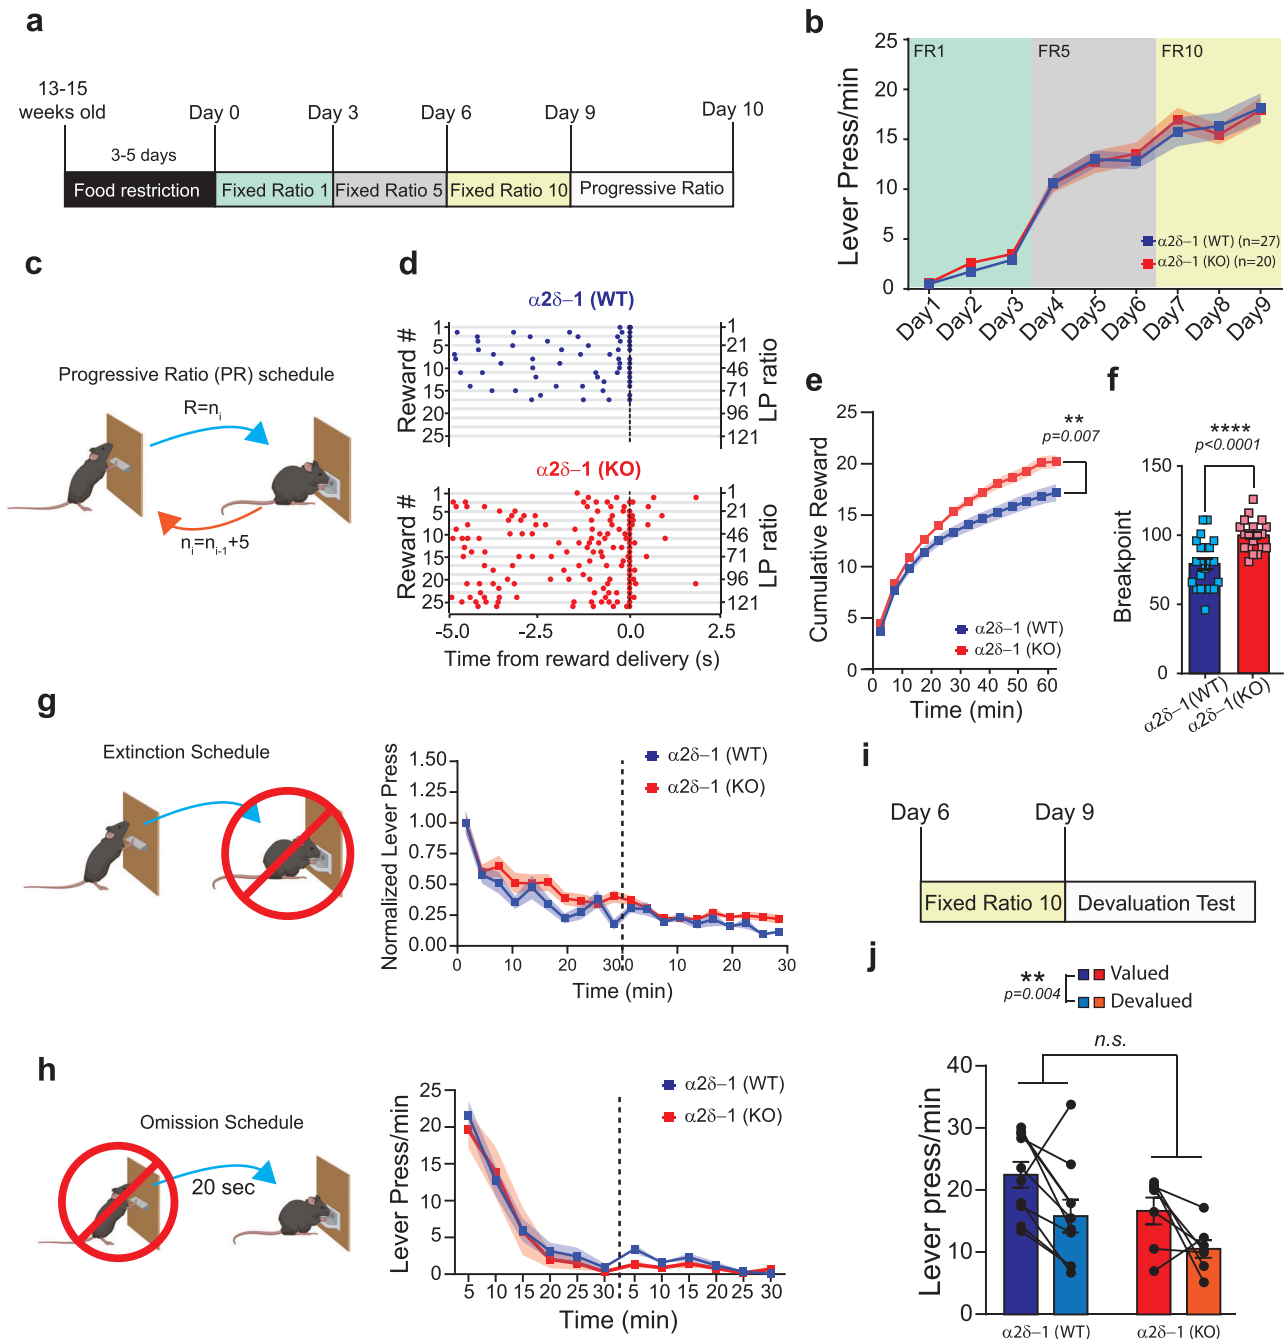 a
13-15
weeks old
Day 0
Day 3
Day 6
Day 9
Day 10
3-5 days
Food restriction
Fixed Ratio 1
Fixed Ratio 5
Fixed Ratio 10
Progressive Ratio
b
FR1
FR5
FR10
Lever Press/min
25
20
15
10
5
0
α2δ–1 (WT) (n=27)
α2δ–1 (KO) (n=20)
Day1
Day2
Day3
Day4
Day5
Day6
Day7
Day8
Day9
c
Progressive Ratio (PR) schedule
R=ni
ni=ni-1+5
d
α2δ–1 (WT)
Reward #
1
5
10
15
20
25
1
21
46
71
96
121
LP ratio
α2δ–1 (KO)
Reward #
1
5
10
15
20
25
1
21
46
71
96
121
LP ratio
-5.0
-2.5
0.0
2.5
Time from reward delivery (s)
e
Cumulative Reward
25
20
15
10
5
0
**
p=0.007
α2δ–1 (WT)
α2δ–1 (KO)
0 10 20 30 40 50 60
Time (min)
f
****
p<0.0001
Breakpoint
150
100
50
0
α2δ–1(WT)
α2δ–1(KO)
g
Extinction Schedule
Normalized Lever Press
1.50
1.25
1.00
0.75
0.50
0.25
0.00
α2δ–1 (WT)
α2δ–1 (KO)
0 10 20 30 0 10 20 30
Time (min)
h
Omission Schedule
20 sec
Lever Press/min
25
20
15
10
5
0
α2δ–1 (WT)
α2δ–1 (KO)
5 10 15 20 25 30 5 10 15 20 25 30
Time (min)
i
Day 6
Day 9
Fixed Ratio 10
Devaluation Test
j
**
p=0.004
Valued
Devalued
n.s.
Lever press/min
40
30
20
10
0
α2δ–1 (WT)
α2δ–1 (KO)